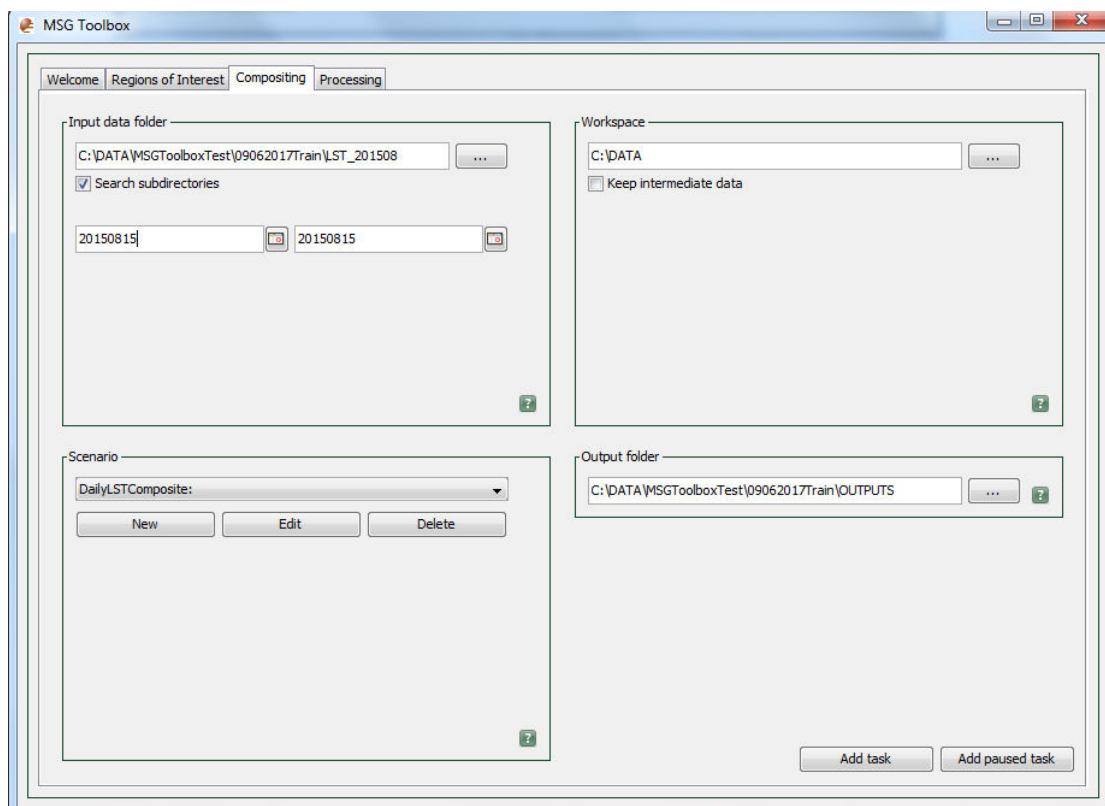 MSG Toolbox
Welcome Regions of Interest Compositing Processing
Input data folder
C:\DATA\MSGToolboxTest\09062017Train\LST_201508 ...
Search subdirectories
20150815 20150815
?
Workspace
C:\DATA ...
Keep intermediate data
?
Scenario
DailyLSTComposite:
New Edit Delete
?
Output folder
C:\DATA\MSGToolboxTest\09062017Train\OUTPUTS ... ?
Add task Add paused task